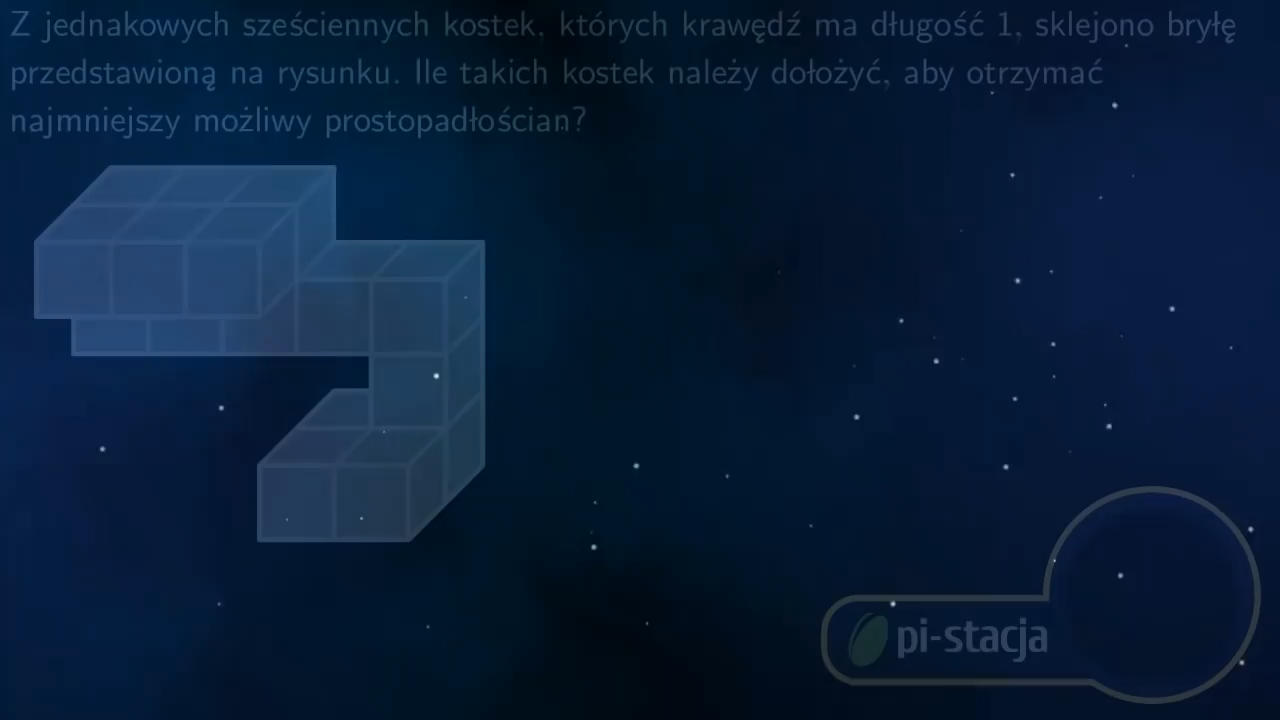 Z jednakowych sześciennych kostek, których krawędź ma długość 1, sklejono bryłę
przedstawioną na rysunku. Ile takich kostek należy dołożyć, aby otrzymać
najmniejszy możliwy prostopadłościan?
pi-stacja